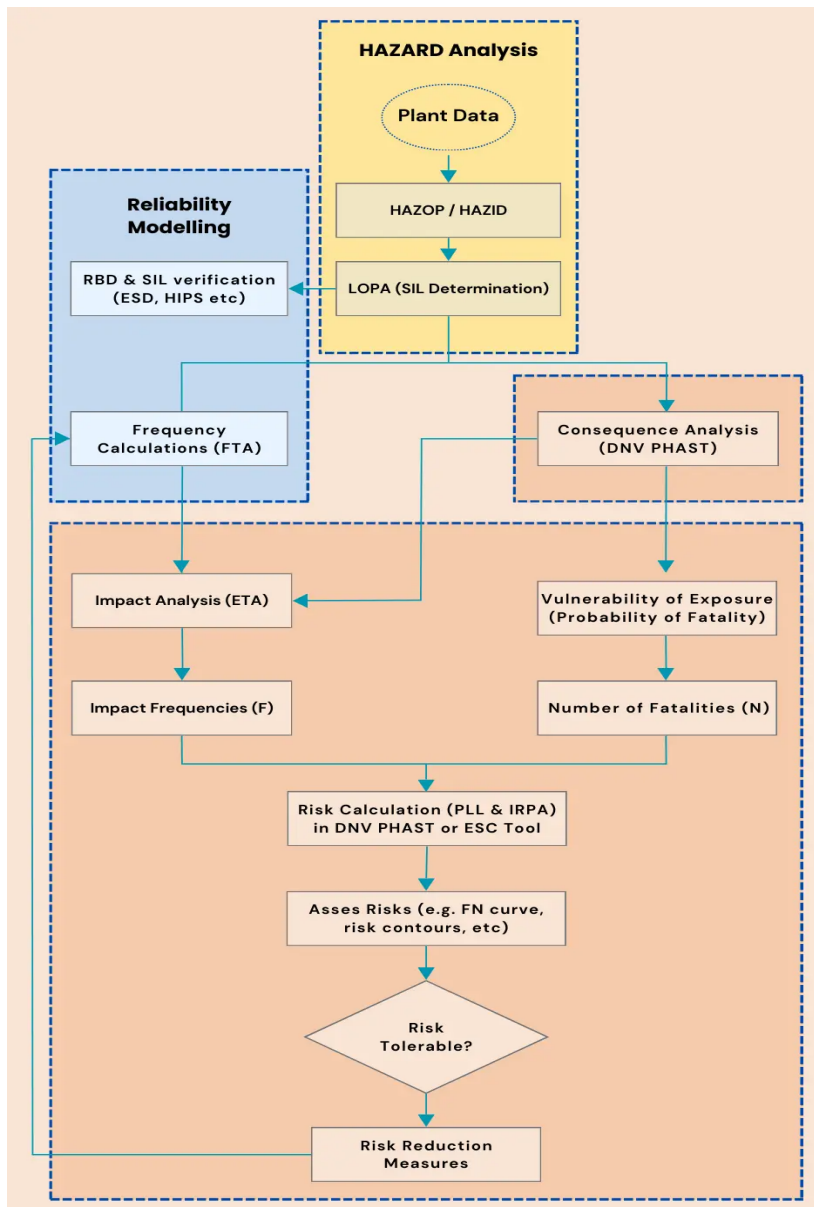 HAZARD Analysis
Plant Data
HAZOP / HAZID
LOPA (SIL Determination)
Reliability
Modelling
RBD & SIL verification
(ESD, HIPS etc)
Frequency
Calculations (FTA)
Consequence Analysis
(DNV PHAST)
Impact Analysis (ETA)
Vulnerability of Exposure
(Probability of Fatality)
Impact Frequencies (F)
Number of Fatalities (N)
Risk Calculation (PLL & IRPA)
in DNV PHAST or ESC Tool
Asses Risks (e.g. FN curve,
risk contours, etc)
Risk
Tolerable?
Risk Reduction
Measures